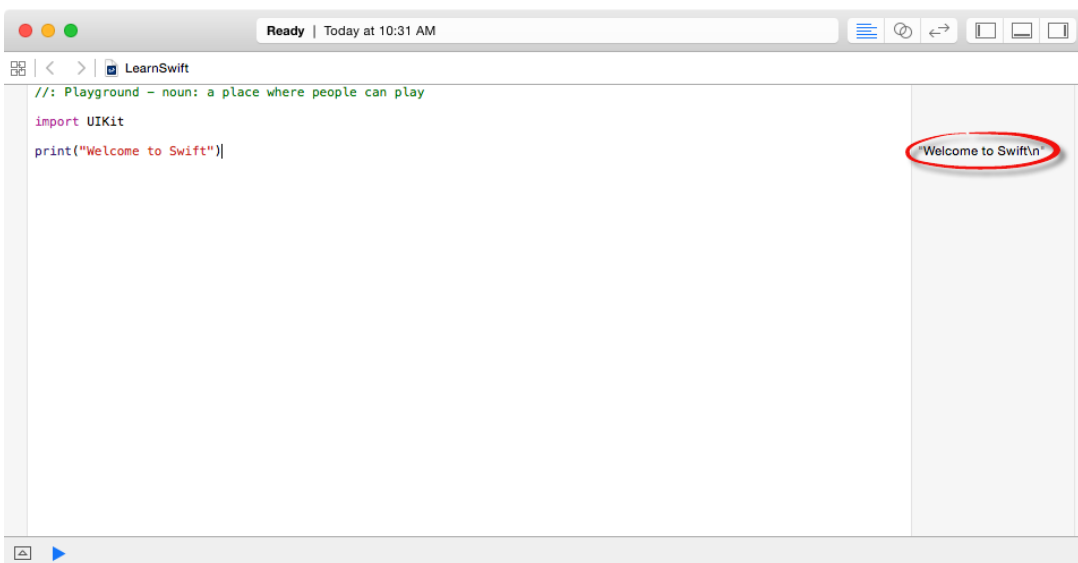 Ready | Today at 10:31 AM
LearnSwift
//: Playground – noun: a place where people can play
import UIKit
print("Welcome to Swift")
"Welcome to Swift\n"